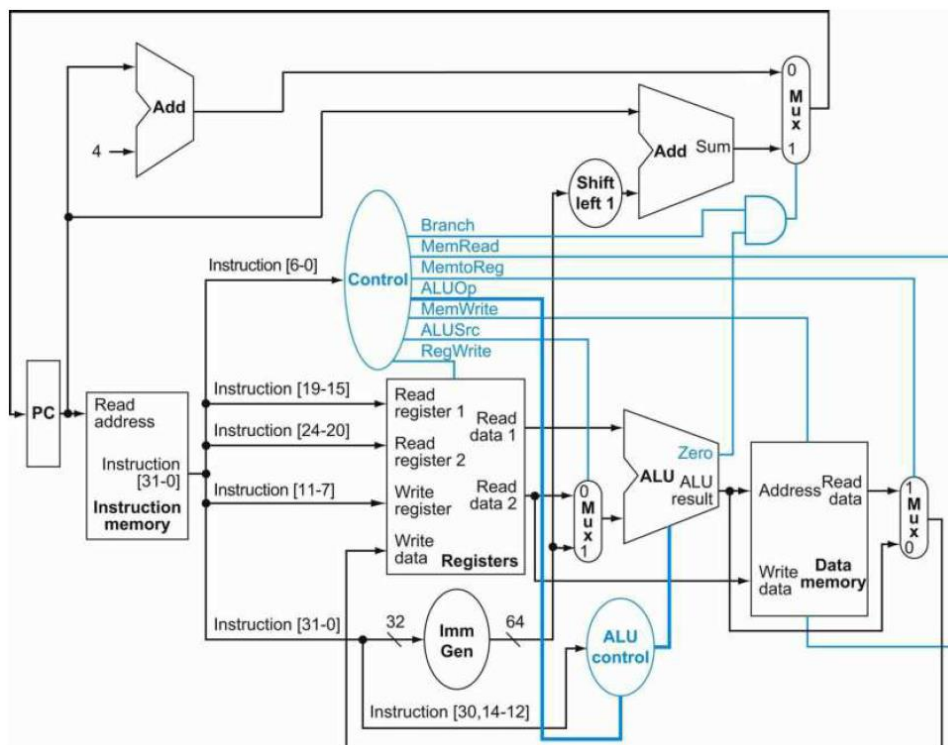 Add
4
0
Mux
1
Add
Sum
Shift
left 1
Branch
MemRead
MemtoReg
ALUOp
MemWrite
ALUSrc
RegWrite
Control
Instruction [6-0]
Instruction [19-15]
Instruction [24-20]
Instruction [11-7]
Instruction [31-0]
Instruction [30,14-12]
PC
Read
address
Instruction
[31-0]
Instruction
memory
Read
register 1
Read
register 2
Write
register
Write
data
Read
data 1
Read
data 2
Registers
0
Mux
1
Zero
ALU
ALU
result
Address
Read
data
Write
data
Data
memory
1
Mux
0
32
Imm
Gen
64
ALU
control